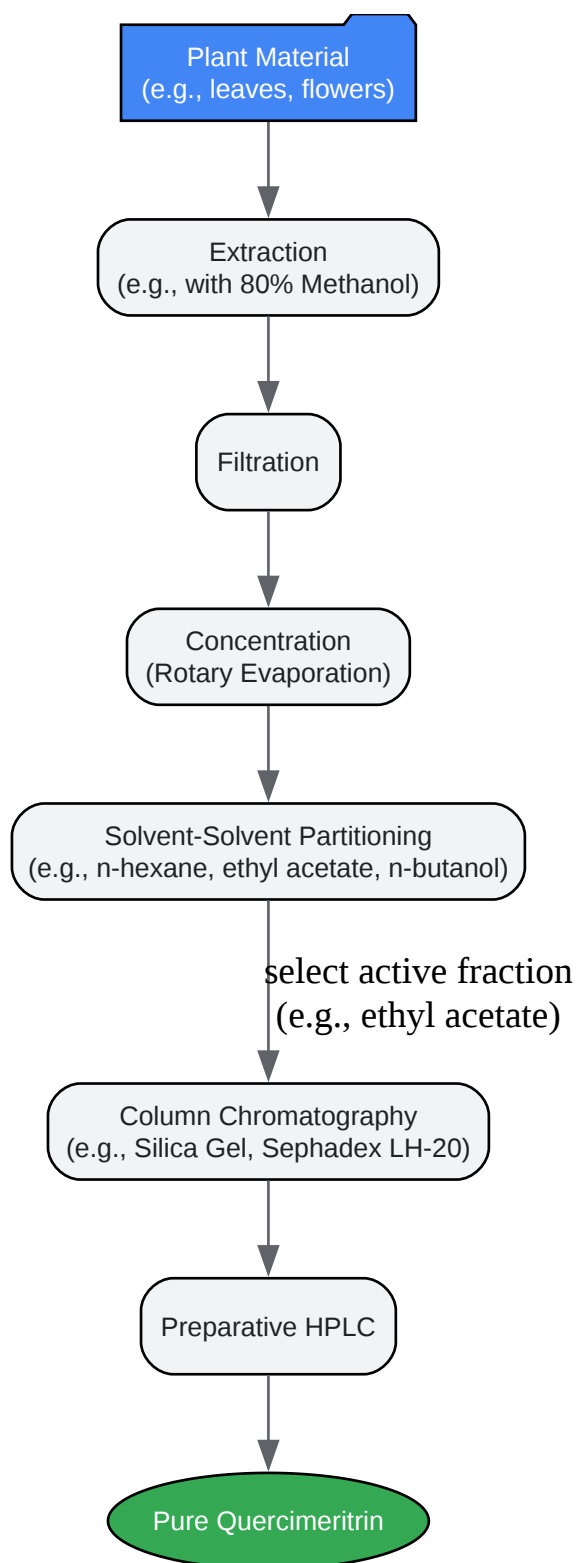 Plant Material
(e.g., leaves, flowers)
Extraction
(e.g., with 80% Methanol)
Filtration
Concentration
(Rotary Evaporation)
Solvent-Solvent Partitioning
(e.g., n-hexane, ethyl acetate, n-butanol)
select active fraction
(e.g., ethyl acetate)
Column Chromatography
(e.g., Silica Gel, Sephadex LH-20)
Preparative HPLC
Pure Quercimeritrin